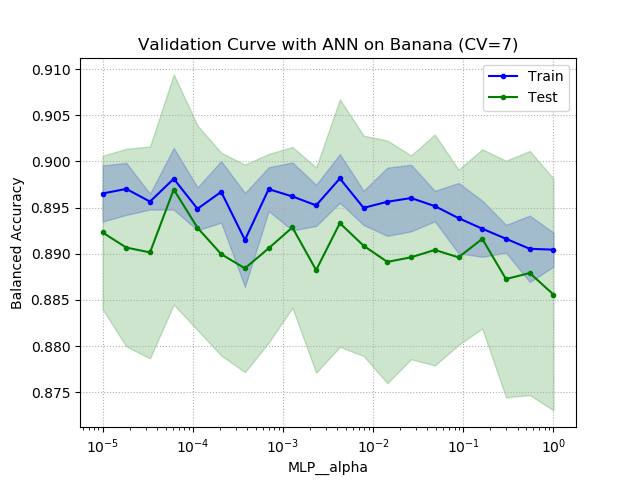 Validation Curve with ANN on Banana (CV=7)
Train
Test
0.910
0.905
0.900
0.895
0.890
0.885
0.880
0.875
Balanced Accuracy
10⁻⁵ 10⁻⁴ 10⁻³ 10⁻² 10⁻¹ 10⁰
MLP__alpha